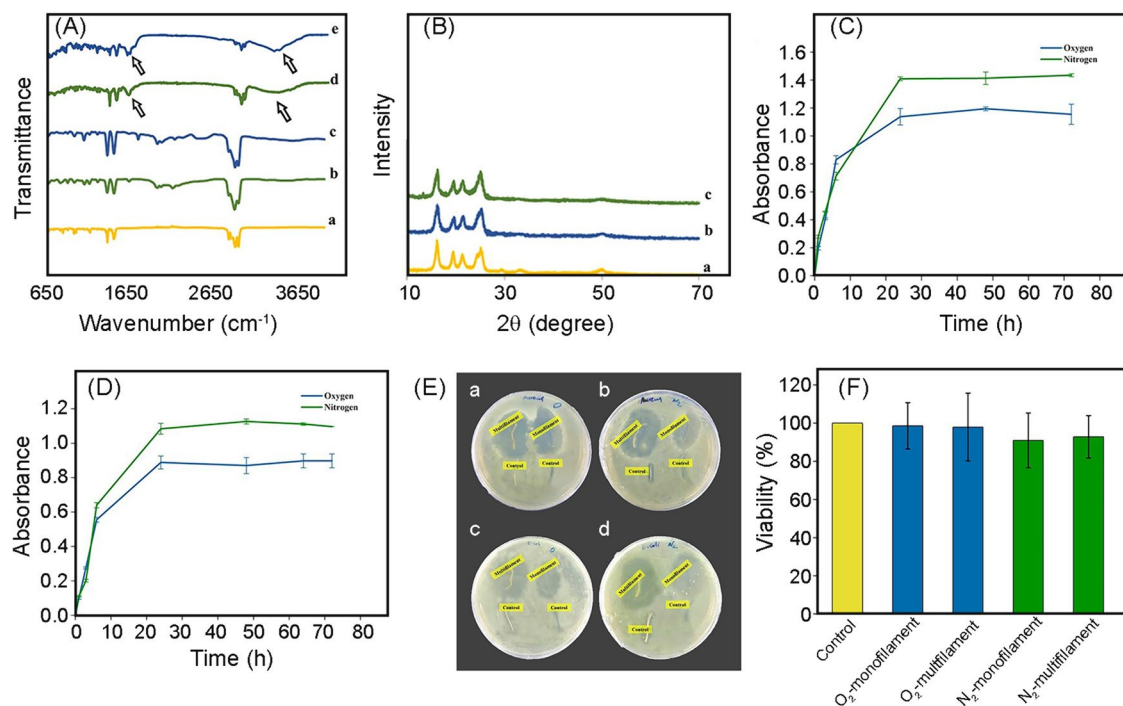 (A)
e
d
c
b
a
Transmittance
650 1650 2650 3650
Wavenumber (cm⁻¹)
(B)
Intensity
c
b
a
10 30 50 70
2θ (degree)
(C)
Oxygen
Nitrogen
1.6
1.4
1.2
1.0
0.8
0.6
0.4
0.2
0.0
Absorbance
0 10 20 30 40 50 60 70 80
Time (h)
(D)
Oxygen
Nitrogen
1.2
1.0
0.8
0.6
0.4
0.2
0.0
Absorbance
0 10 20 30 40 50 60 70 80
Time (h)
(E)
a
Multifilament
Monofilament
Control
Control
b
Multifilament
Monofilament
Control
Control
c
Multifilament
Monofilament
Control
Control
d
Multifilament
Monofilament
Control
Control
(F)
120
100
80
60
40
20
0
Viability (%)
Control
O₂-monofilament
O₂-multfilament
N₂-monofilament
N₂-multifilament